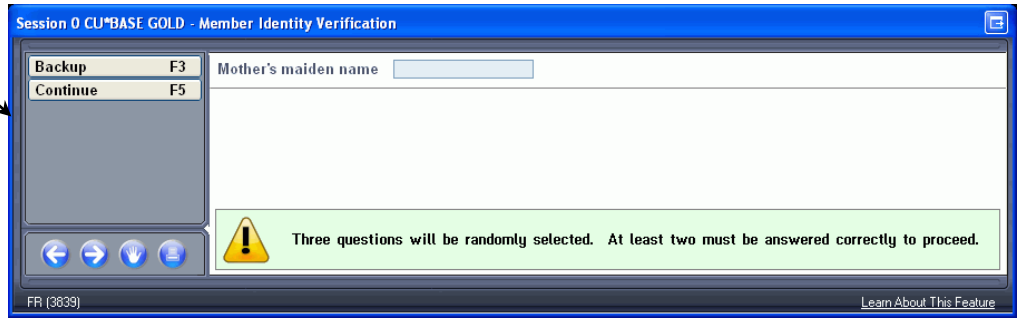 Session 0 CU*BASE GOLD - Member Identity Verification
Backup F3
Continue F5
Mother's maiden name
Three questions will be randomly selected. At least two must be answered correctly to proceed.
FR (3839)
Learn About This Feature